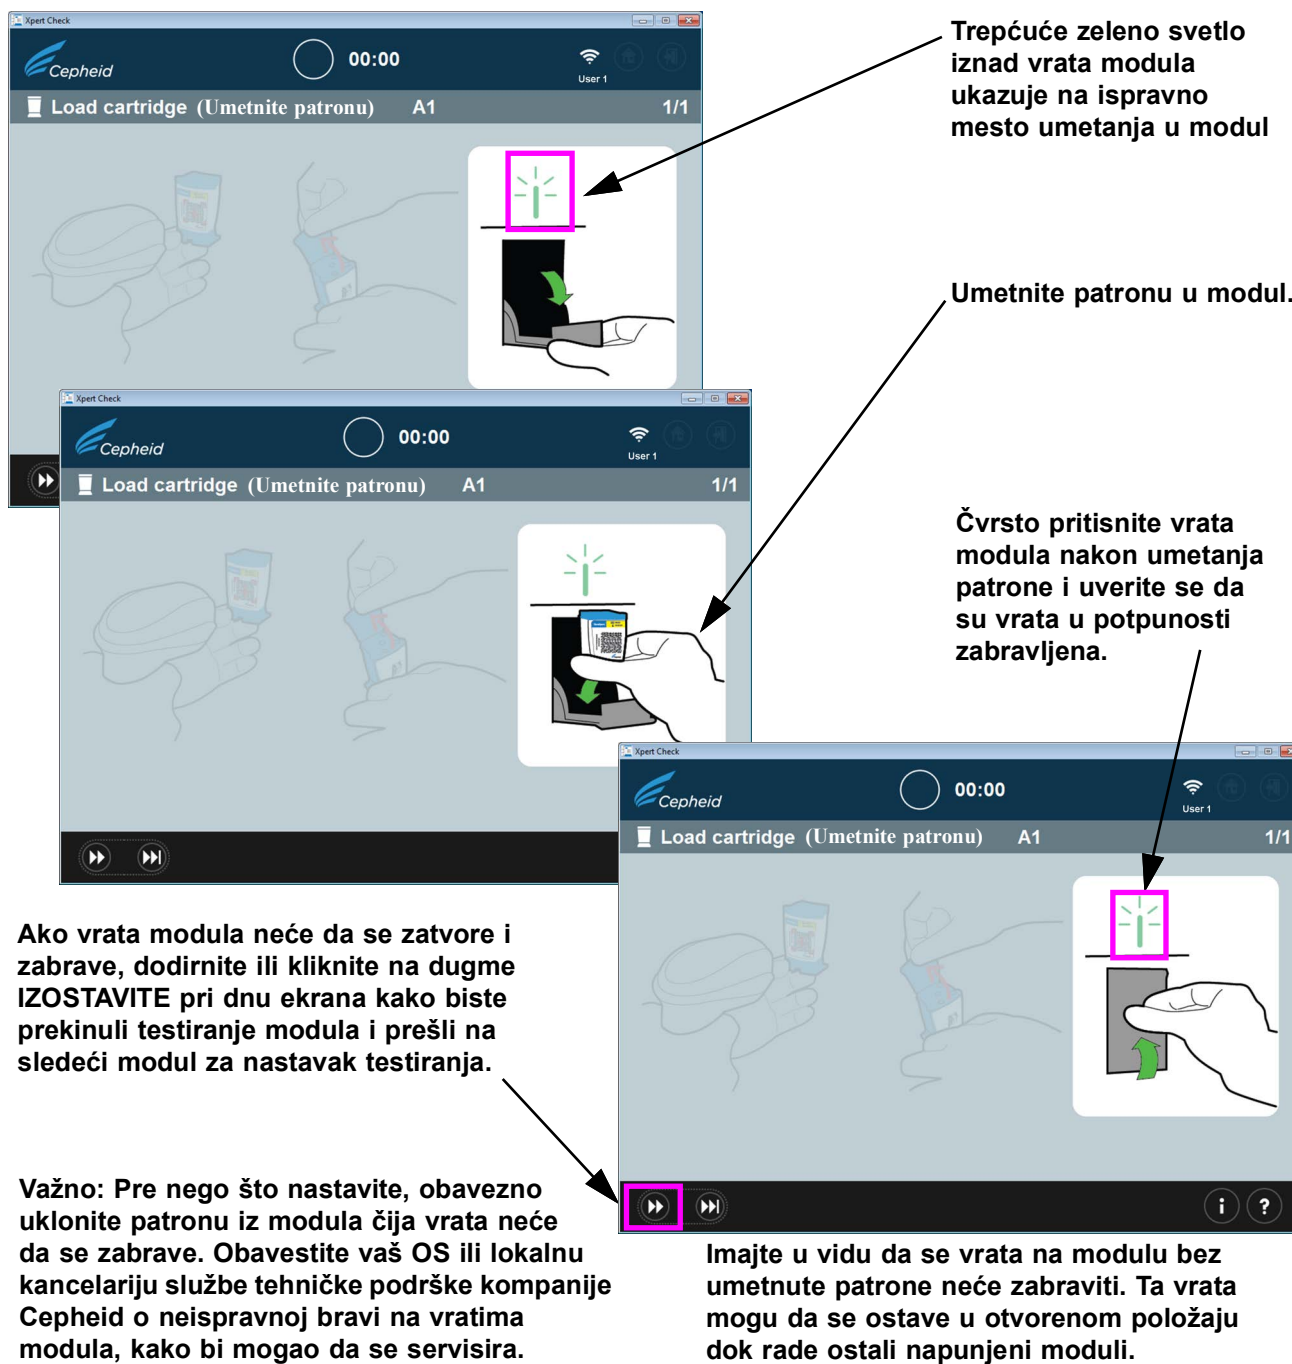 Xpert Check
Cepheid
00:00
User 1
Load cartridge (Umetnite patronu) A1 1/1
Trepćuće zeleno svetlo
iznad vrata modula
ukazuje na ispravno
mesto umetanja u modul
Umetnite patronu u modul.
Xpert Check
Cepheid
00:00
User 1
Load cartridge (Umetnite patronu) A1 1/1
Čvrsto pritisnite vrata
modula nakon umetanja
patrone i uverite se da
su vrata u potpunosti
zabravljena.
Xpert Check
Cepheid
00:00
User 1
Load cartridge (Umetnite patronu) A1 1/1
i ?
Ako vrata modula neće da se zatvore i
zabrave, dodirnite ili kliknite na dugme
IZOSTAVITE pri dnu ekrana kako biste
prekinuli testiranje modula i prešli na
sledeći modul za nastavak testiranja.
Važno: Pre nego što nastavite, obavezno
uklonite patronu iz modula čija vrata neće
da se zabrave. Obavestite vaš OS ili lokalnu
kancelariju službe tehničke podrške kompanije
Cepheid o neispravnoj bravi na vratima
modula, kako bi mogao da se servisira.
Imajte u vidu da se vrata na modulu bez
umetnute patrone neće zabraviti. Ta vrata
mogu da se ostave u otvorenom položaju
dok rade ostali napunjeni moduli.